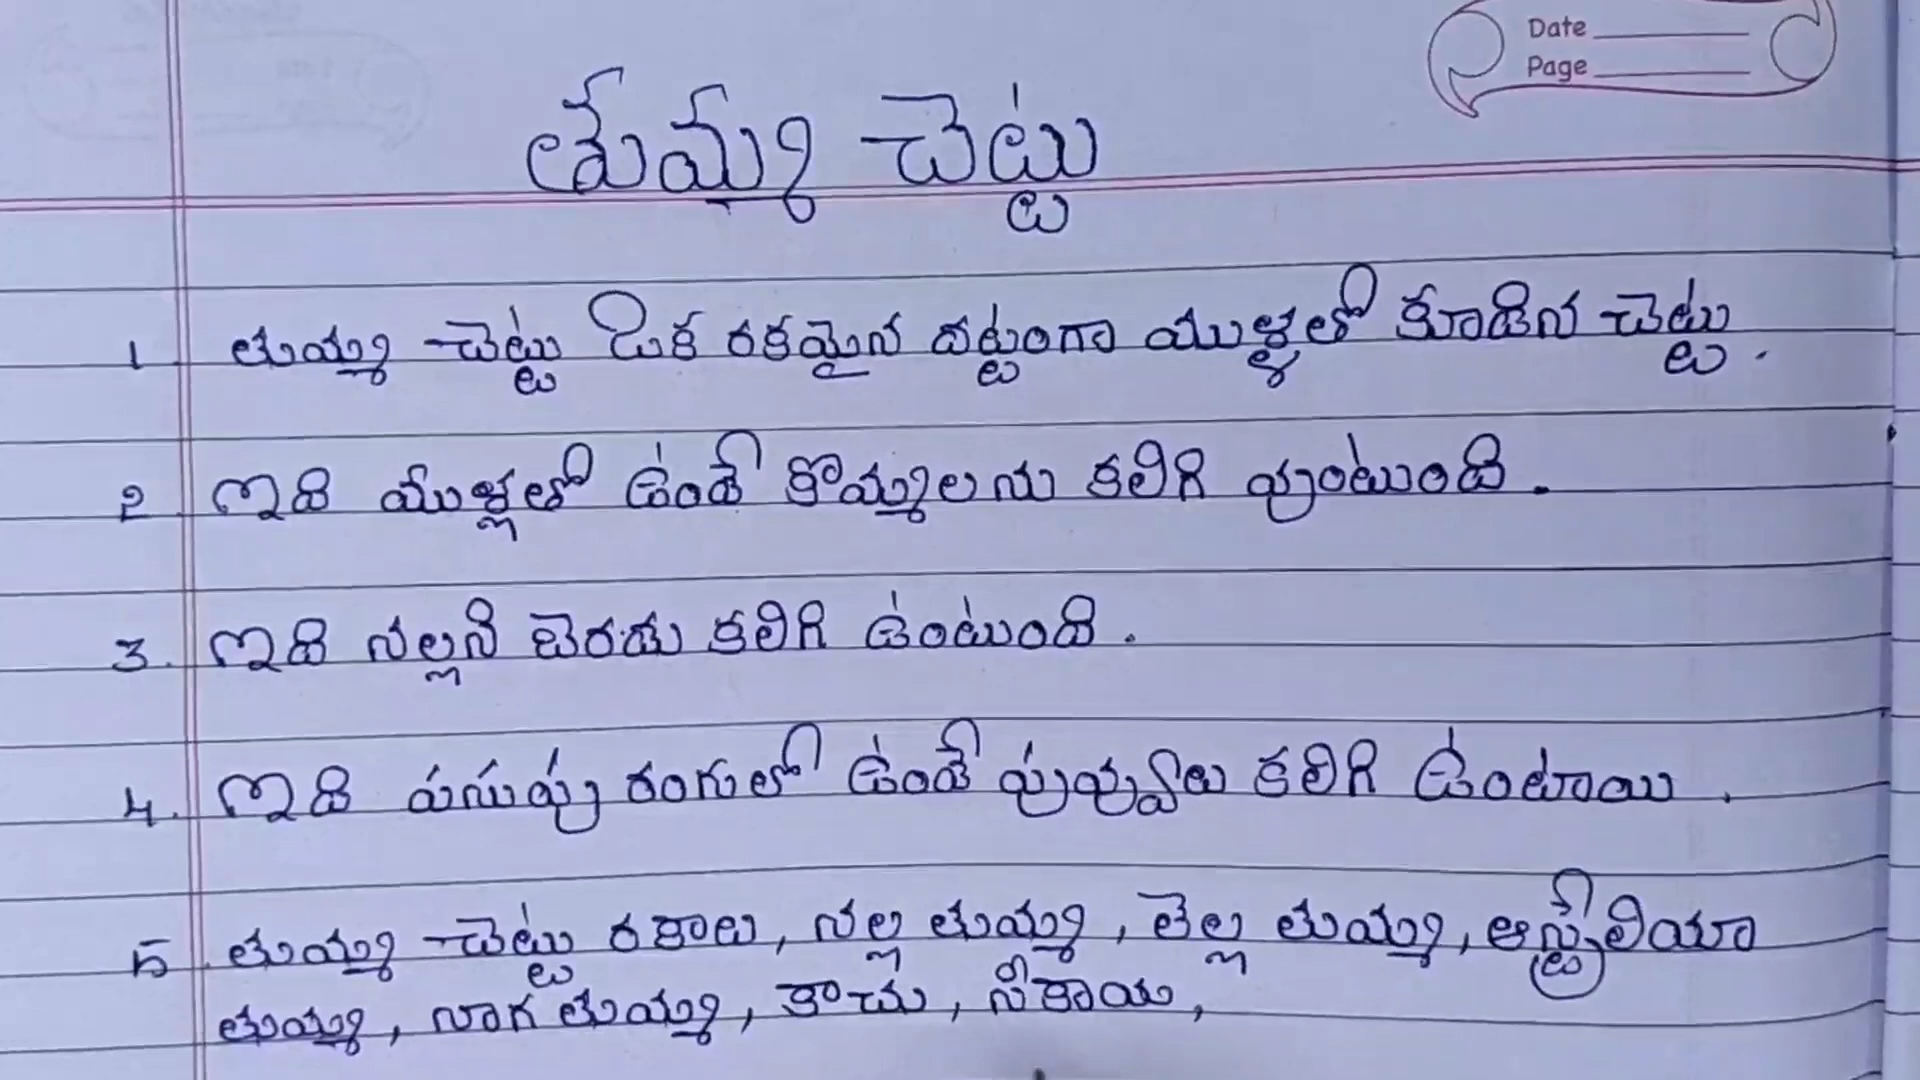 Date
Page
తుమ్మ చెట్టు
1 తుమ్మ చెట్టు ఒక రకమైన దట్టంగా ముళ్ళతో కూడిన చెట్టు.
2 ఇది ముళ్లతో ఉండే కొమ్మలను కలిగి వుంటుంది.
3. ఇది నల్లని బెరడు కలిగి ఉంటుంది.
4. ఇది పసుపు రంగులో ఉండే పువ్వులు కలిగి ఉంటాయి.
5. తుమ్మ చెట్టు రకాలు, నల్ల తుమ్మ, తెల్ల తుమ్మ, ఆస్ట్రేలియా
తుమ్మ, నాగ తుమ్మ, కాచు, సీకాయ,